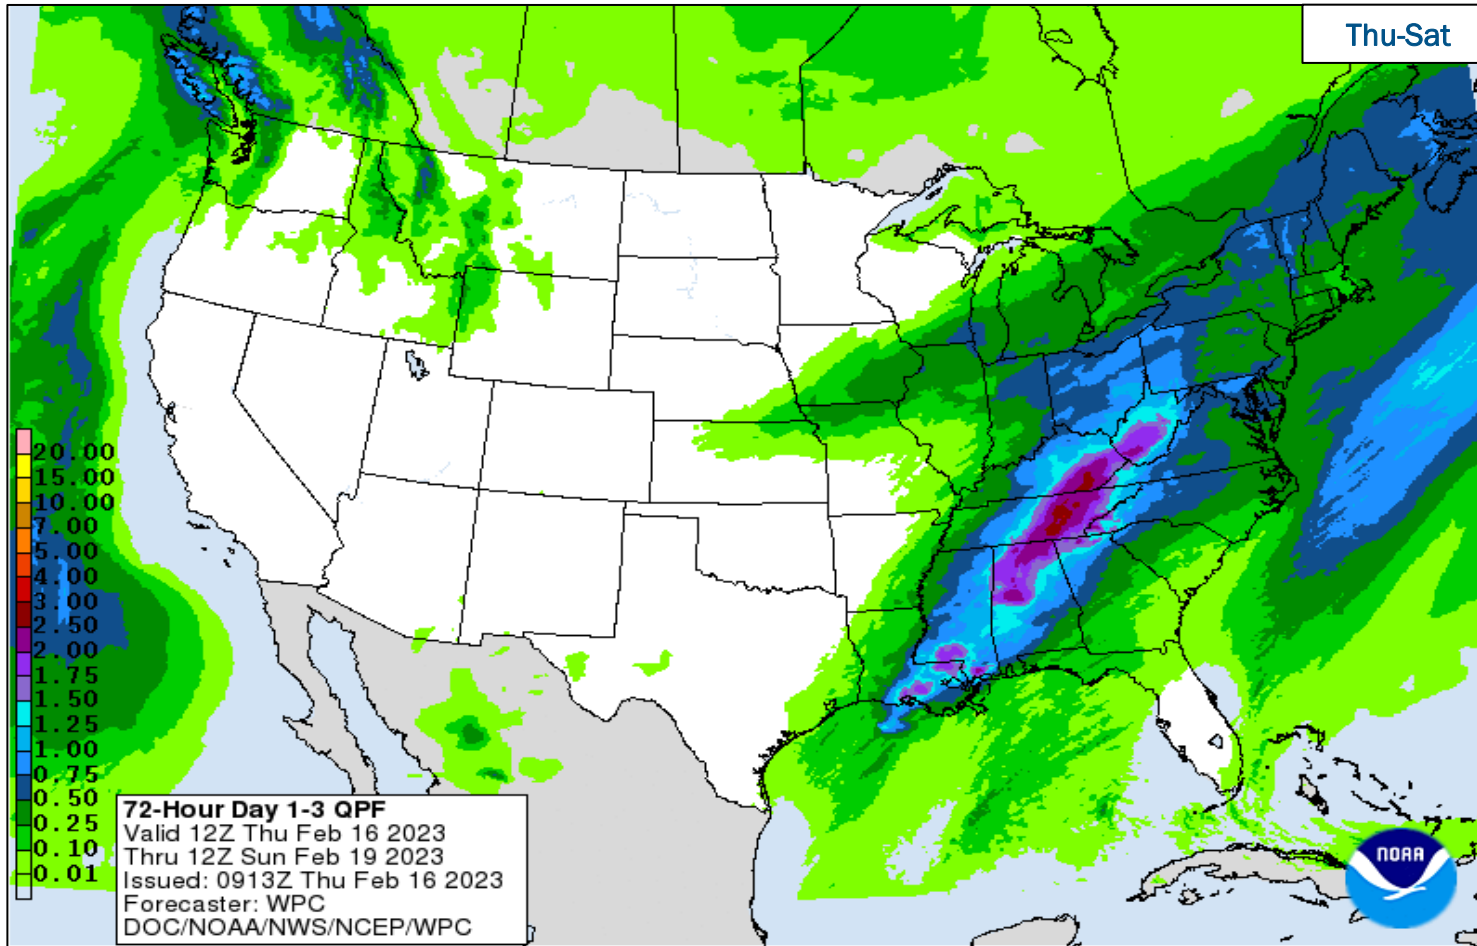 Thu-Sat
20.00
15.00
10.00
7.00
5.00
4.00
3.00
2.50
2.00
1.75
1.50
1.25
1.00
0.75
0.50
0.25
0.10
0.01
72-Hour Day 1-3 QPF
Valid 12Z Thu Feb 16 2023
Thru 12Z Sun Feb 19 2023
Issued: 0913Z Thu Feb 16 2023
Forecaster: WPC
DOC/NOAA/NWS/NCEP/WPC
NOAA